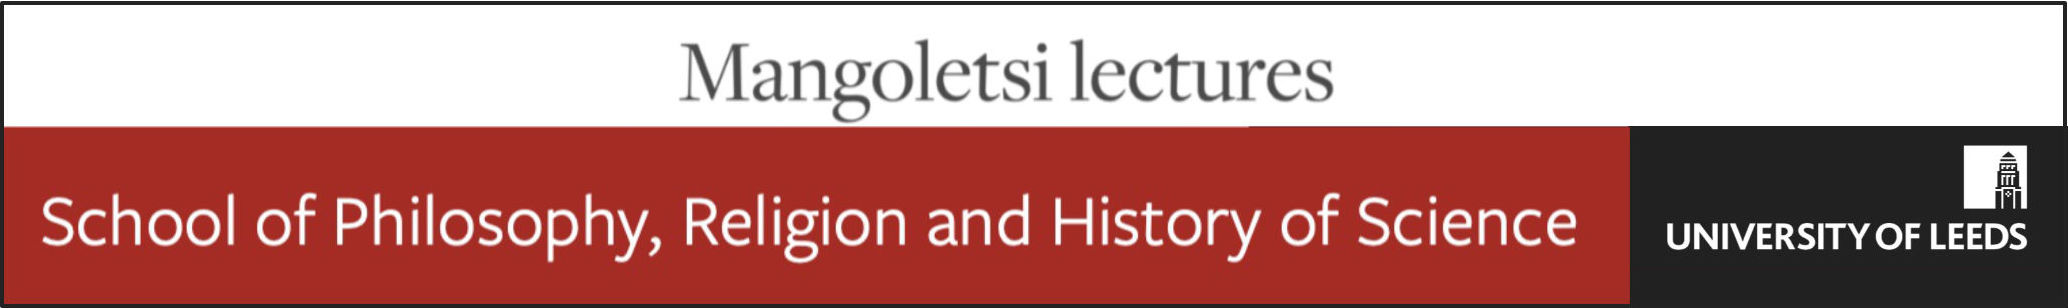 Mangoletsi lectures
School of Philosophy, Religion and History of Science
UNIVERSITY OF LEEDS